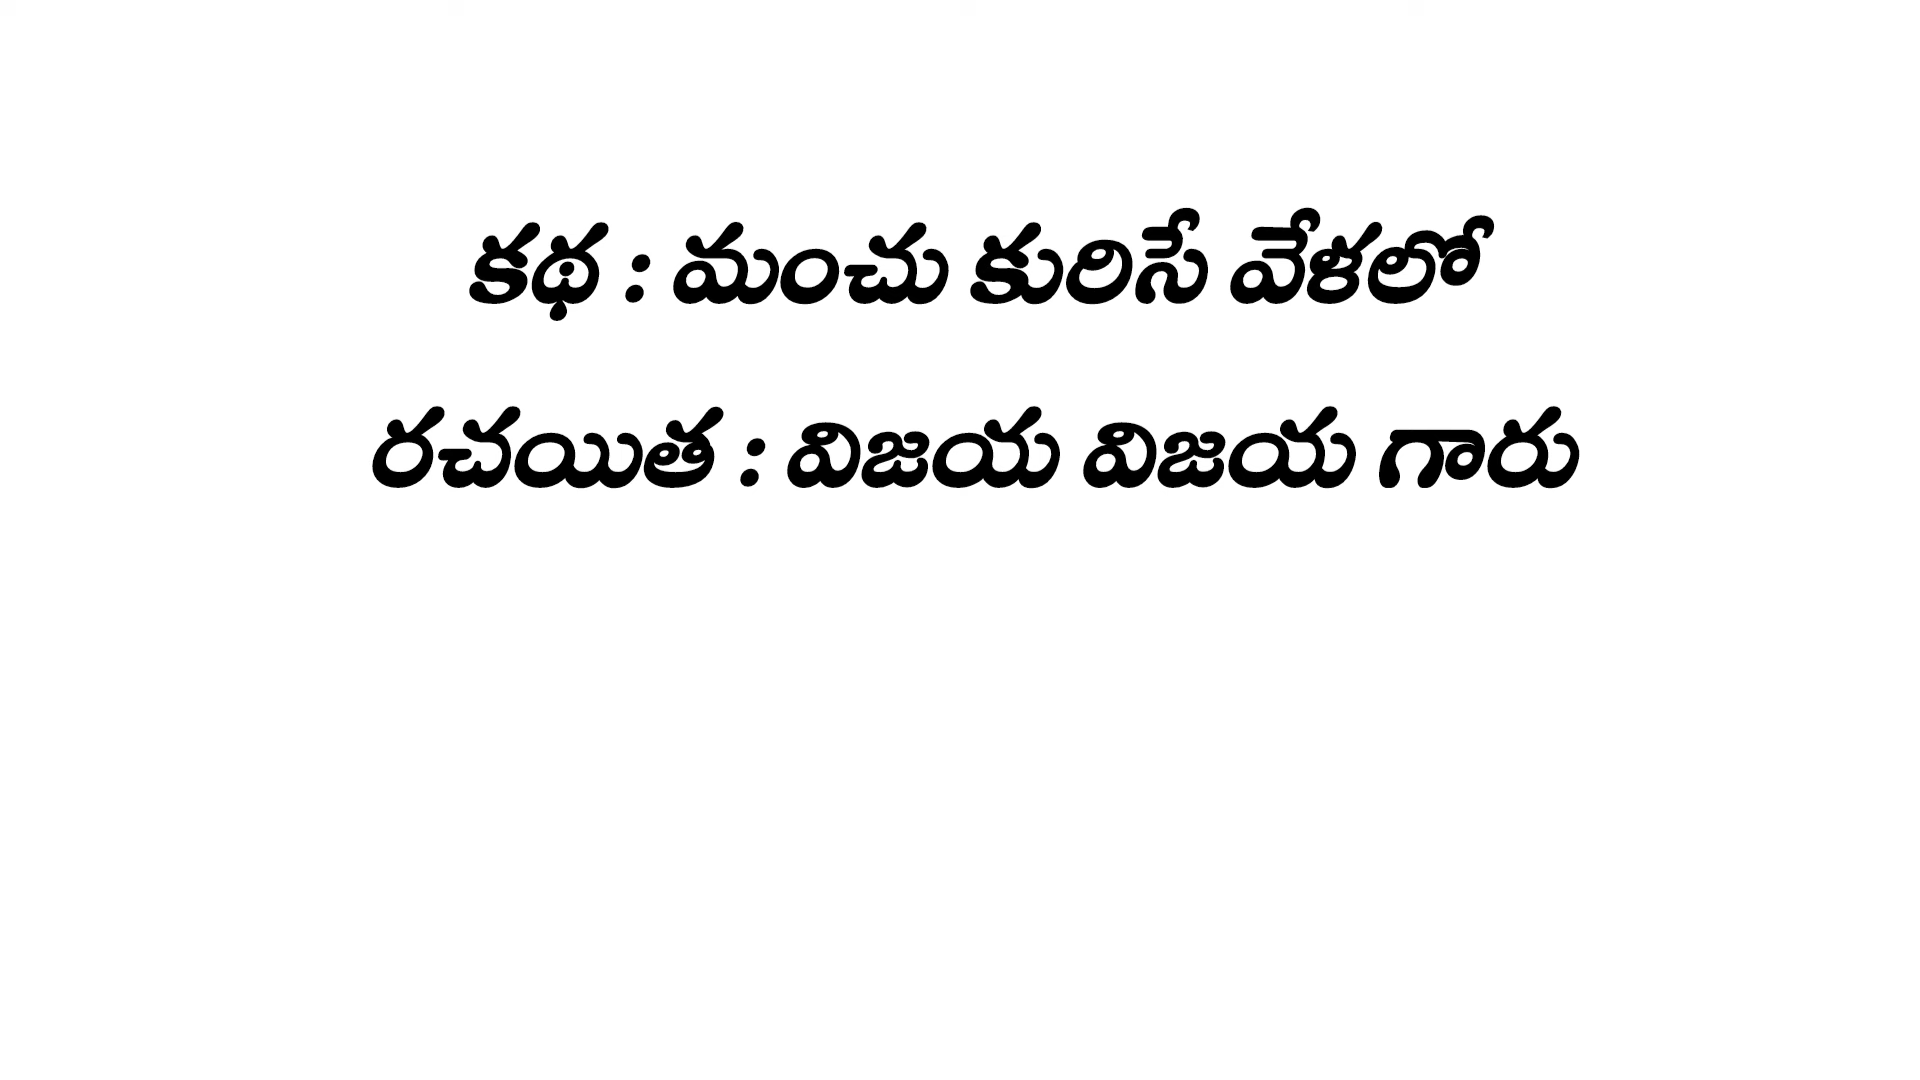 కథ : మంచు కురిసే వేళలో
రచయిత : విజయ విజయ గారు